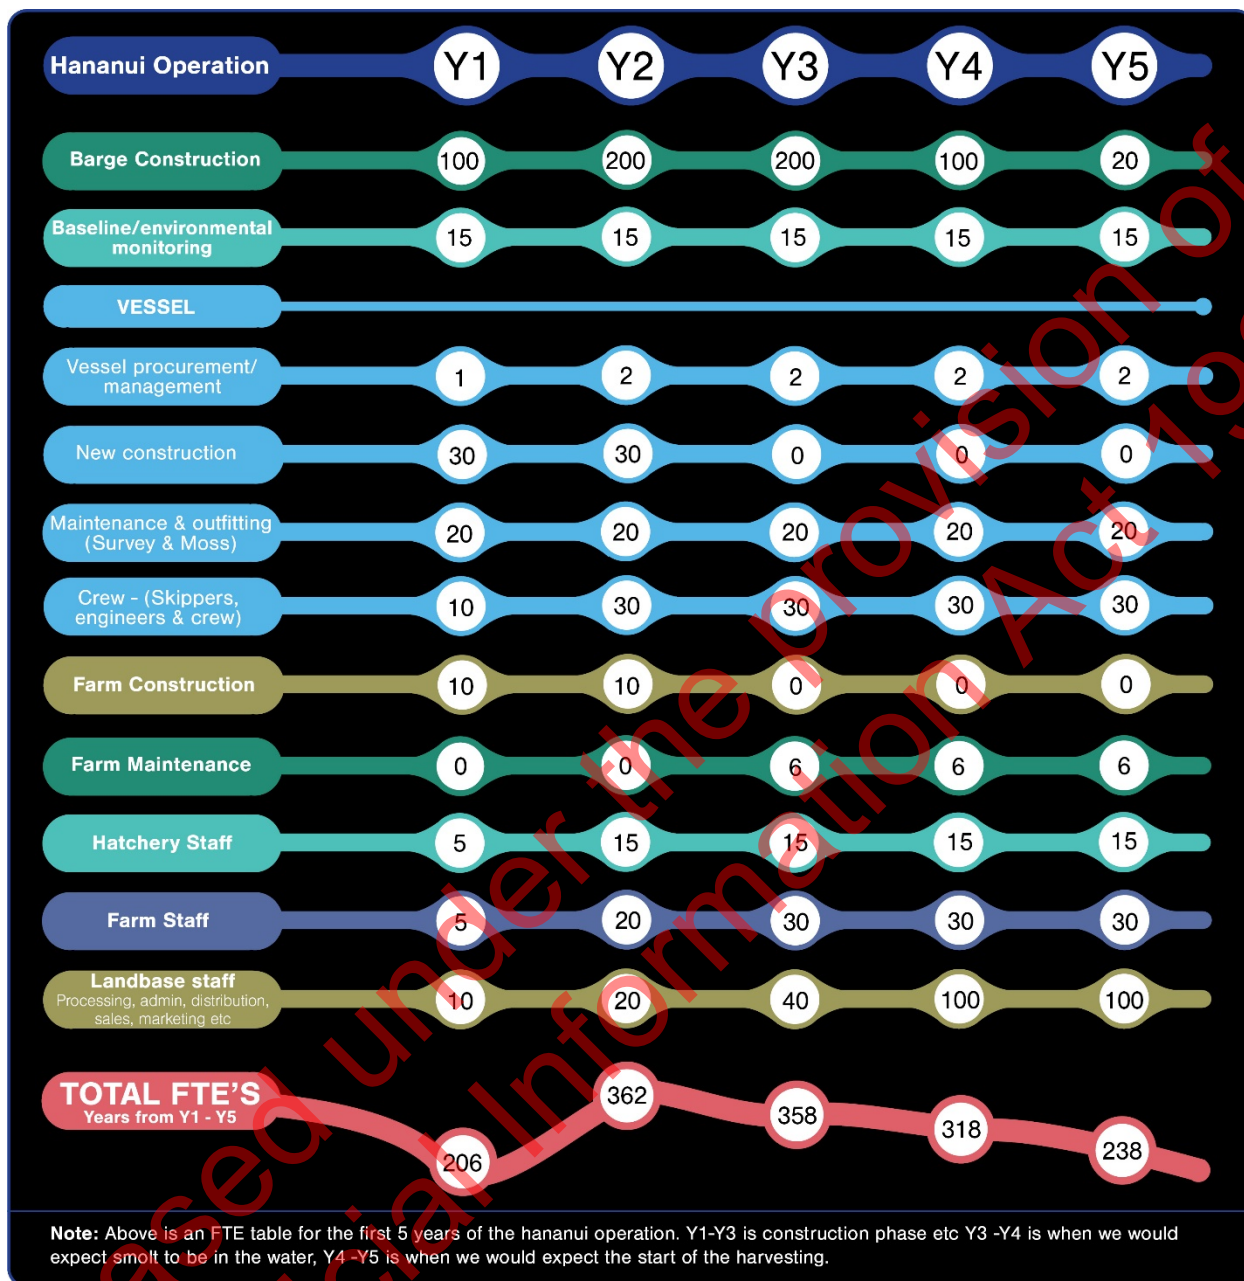 Hananui Operation Y1 Y2 Y3 Y4 Y5
Barge Construction 100 200 200 100 20
Baseline/environmental
monitoring 15 15 15 15 15
VESSEL
Vessel procurement/
management 1 2 2 2 2
New construction 30 30 0 0 0
Maintenance & outfitting
(Survey & Moss) 20 20 20 20 20
Crew - (Skippers,
engineers & crew) 10 30 30 30 30
Farm Construction 10 10 0 0 0
Farm Maintenance 0 0 6 6 6
Hatchery Staff 5 15 15 15 15
Farm Staff 5 20 30 30 30
Landbase staff
Processing, admin, distribution,
sales, marketing etc 10 20 40 100 100
TOTAL FTE'S
Years from Y1 - Y5 206 362 358 318 238
Note: Above is an FTE table for the first 5 years of the hananui operation. Y1-Y3 is construction phase etc Y3 -Y4 is when we would
expect smolt to be in the water, Y4 -Y5 is when we would expect the start of the harvesting.
under the provision of
Information Act